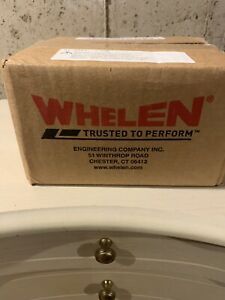 WHELEN®
TRUSTED TO PERFORM™
ENGINEERING COMPANY INC.
51 WINTHROP ROAD
CHESTER, CT 06412
www.whelen.com